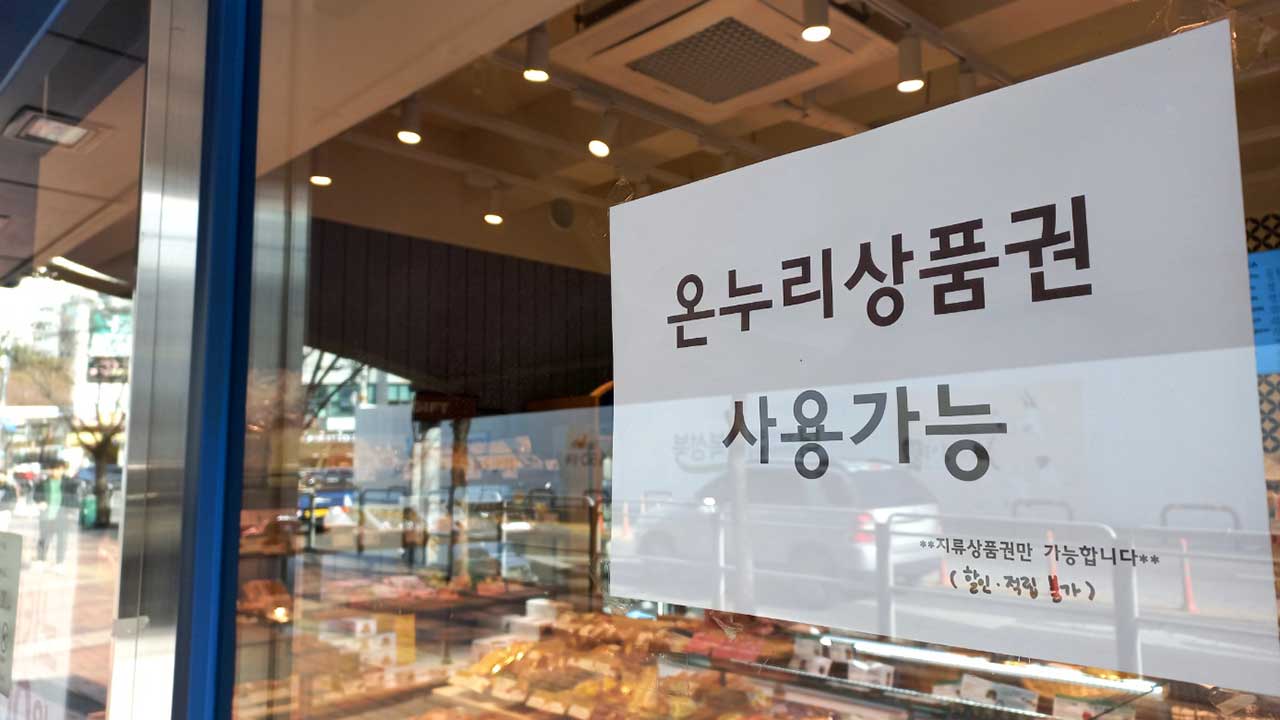 온누리상품권
사용가능
**지류상품권만 가능합니다**
(할인·적립 불가)